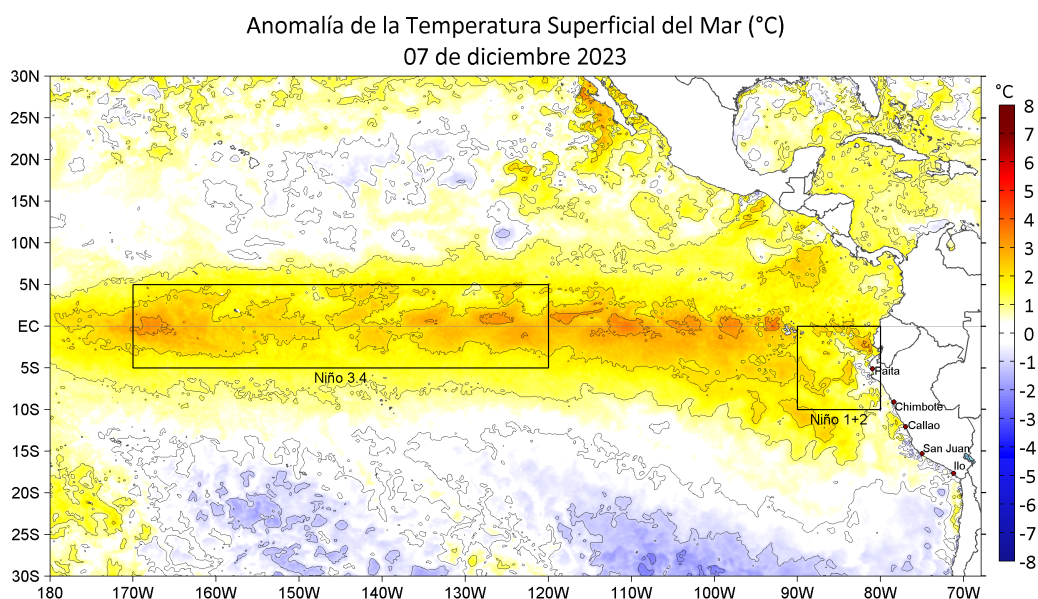 Anomalía de la Temperatura Superficial del Mar (°C)
07 de diciembre 2023
°C
30N
25N
20N
15N
10N
5N
EC
5S
10S
15S
20S
25S
30S
8
7
6
5
4
3
2
1
0
-1
-2
-3
-4
-5
-6
-7
-8
Niño 3.4
Niño 1+2
Paita
Chimbote
Callao
San Juan
Ilo
180 170W 160W 150W 140W 130W 120W 110W 100W 90W 80W 70W